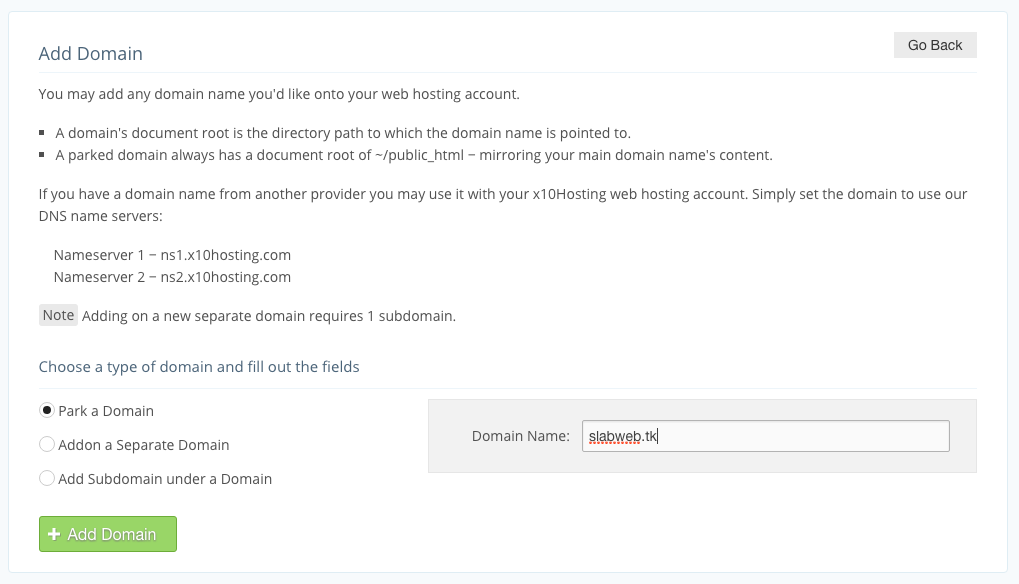 Add Domain
Go Back
You may add any domain name you'd like onto your web hosting account.
A domain's document root is the directory path to which the domain name is pointed to.
A parked domain always has a document root of ~/public_html – mirroring your main domain name's content.
If you have a domain name from another provider you may use it with your x10Hosting web hosting account. Simply set the domain to use our
DNS name servers:
Nameserver 1 – ns1.x10hosting.com
Nameserver 2 – ns2.x10hosting.com
Note Adding on a new separate domain requires 1 subdomain.
Choose a type of domain and fill out the fields
Park a Domain
Addon a Separate Domain
Add Subdomain under a Domain
Domain Name: slabweb.tk
+ Add Domain